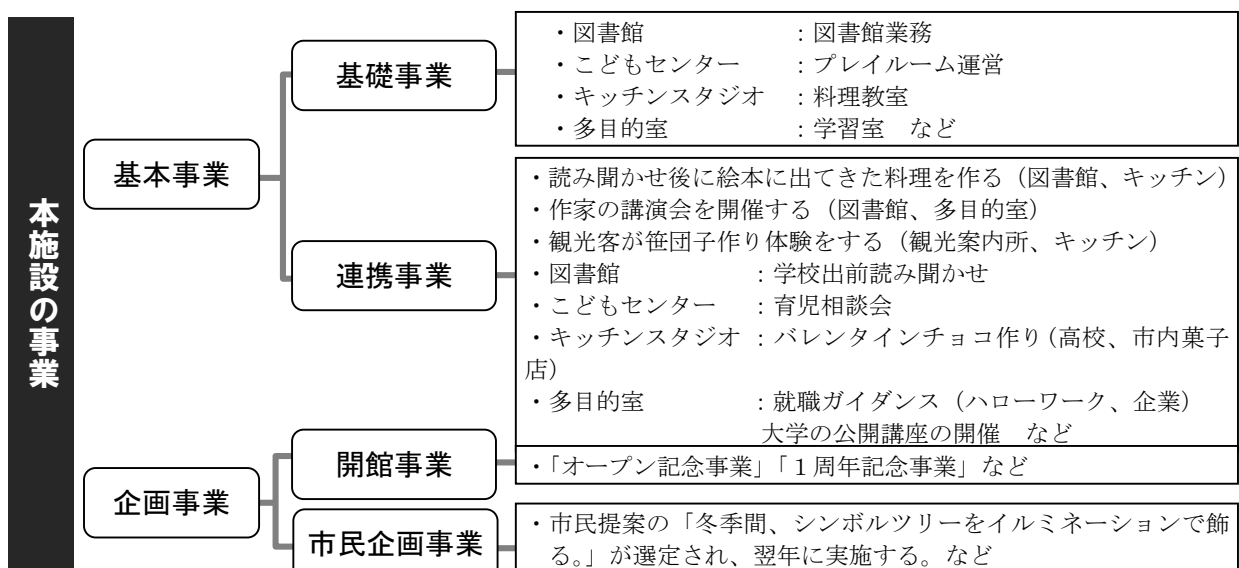 本施設の事業
基本事業
基礎事業
・図書館 ：図書館業務
・こどもセンター ：プレイルーム運営
・キッチンスタジオ ：料理教室
・多目的室 ：学習室 など
連携事業
・読み聞かせ後に絵本に出てきた料理を作る（図書館、キッチン）
・作家の講演会を開催する（図書館、多目的室）
・観光客が笹団子作り体験をする（観光案内所、キッチン）
・図書館 ：学校出前読み聞かせ
・こどもセンター ：育児相談会
・キッチンスタジオ ：バレンタインチョコ作り（高校、市内菓子
店）
・多目的室 ：就職ガイダンス（ハローワーク、企業）
大学の公開講座の開催 など
企画事業
開館事業
・「オープン記念事業」「１周年記念事業」など
市民企画事業
・市民提案の「冬季間、シンボルツリーをイルミネーションで飾
る。」が選定され、翌年に実施する。など